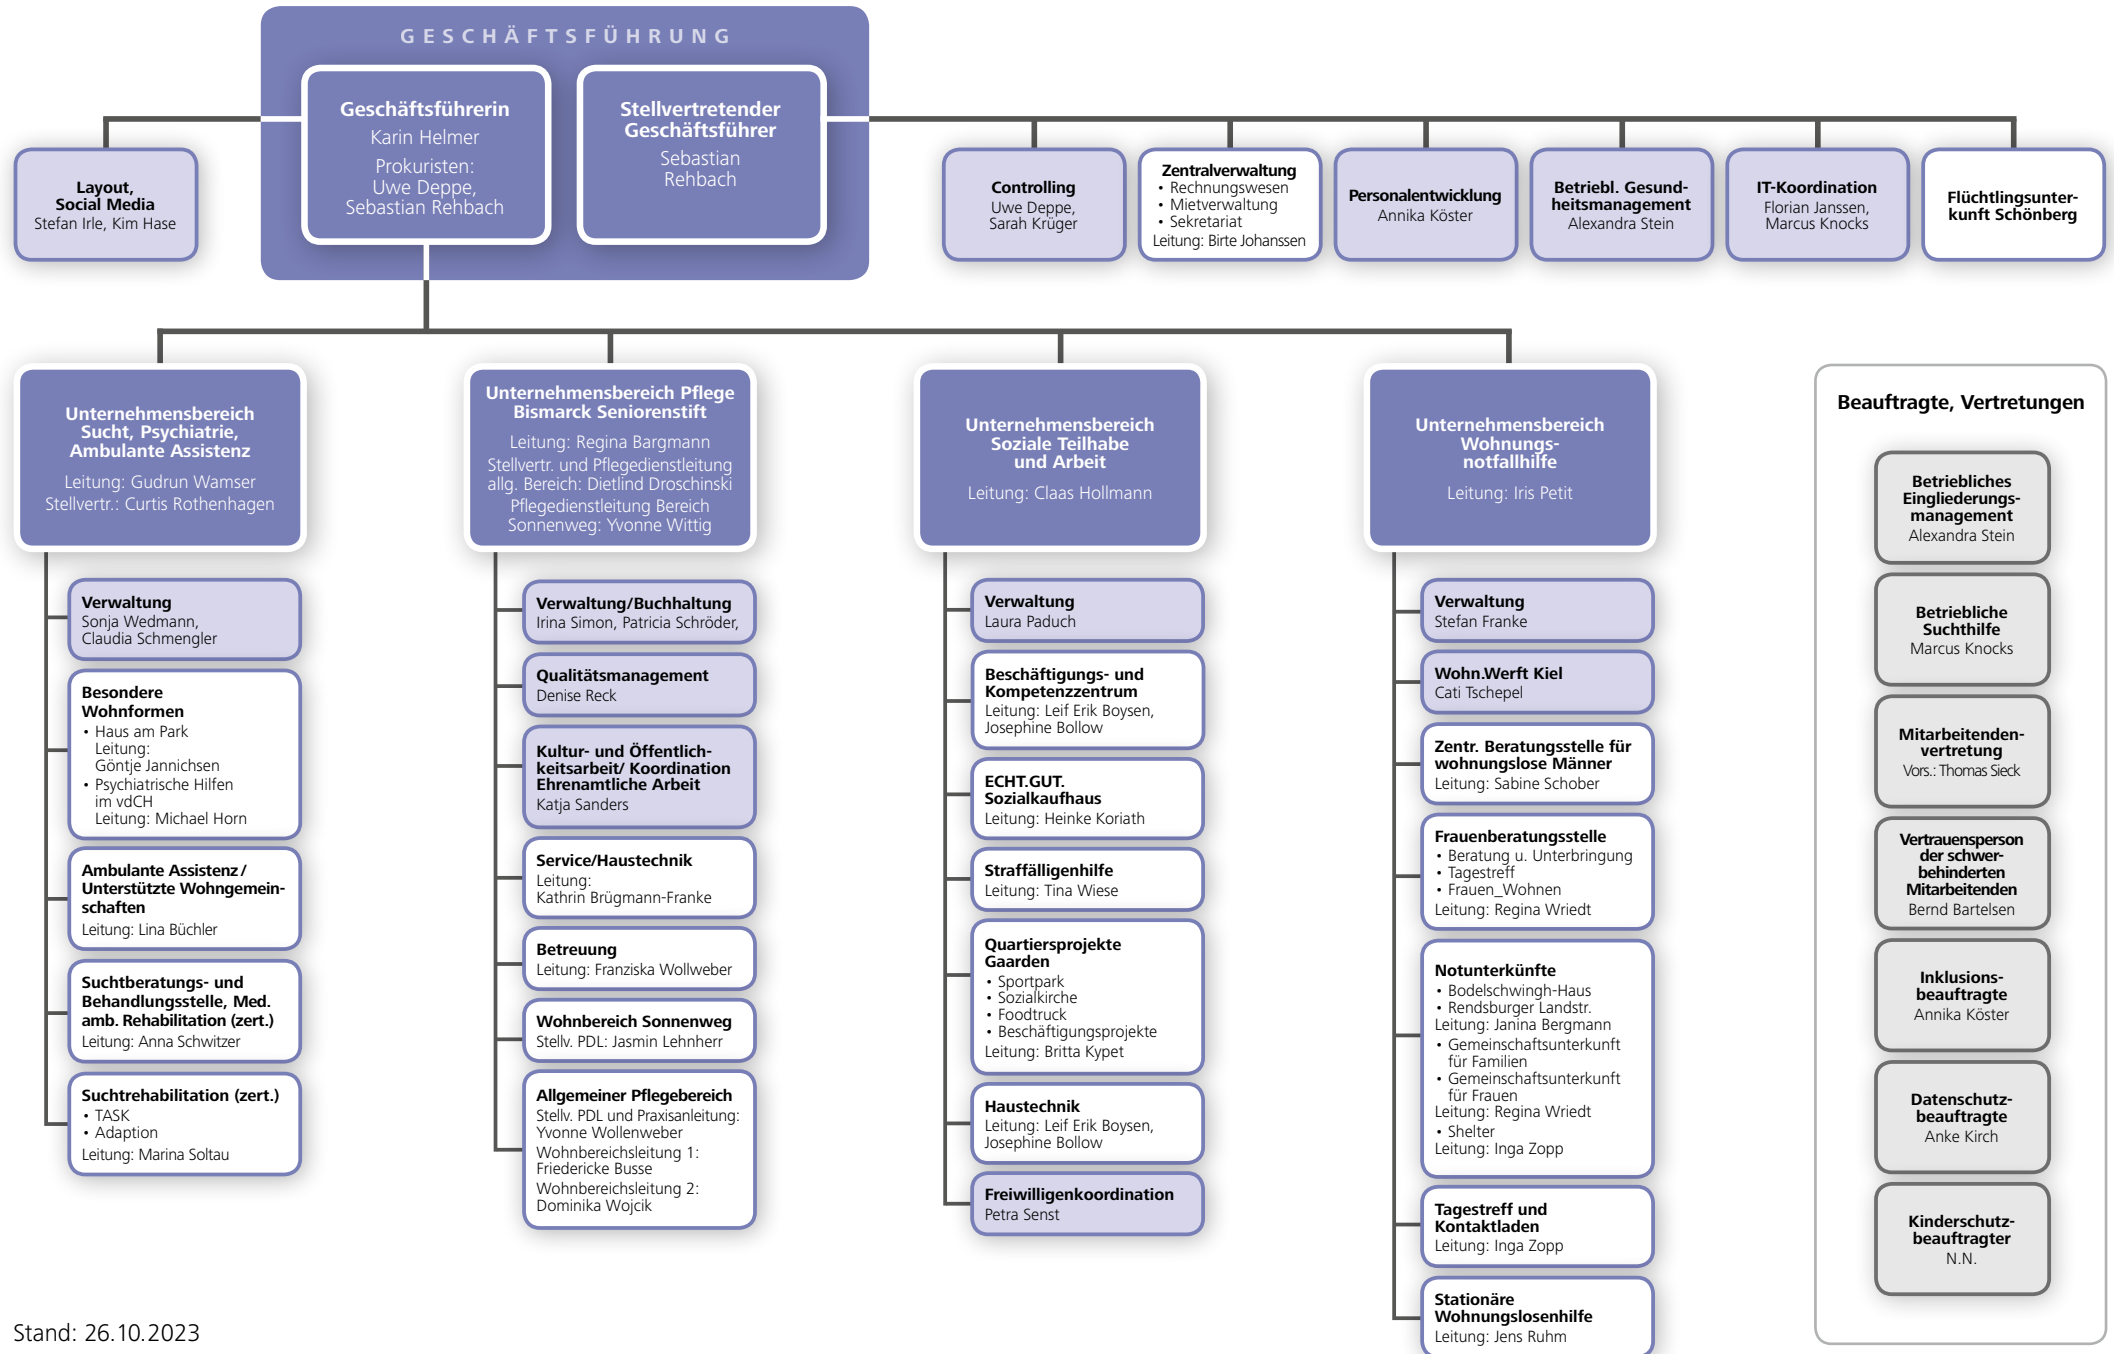 GESCHÄFTSFÜHRUNG
Geschäftsführerin
Karin Helmer
Prokuristen:
Uwe Deppe,
Sebastian Rehbach
Stellvertretender
Geschäftsführer
Sebastian
Rehbach
Layout,
Social Media
Stefan Irle, Kim Hase
Controlling
Uwe Deppe,
Sarah Krüger
Zentralverwaltung
• Rechnungswesen
• Mietverwaltung
• Sekretariat
Leitung: Birte Johanssen
Personalentwicklung
Annika Köster
Betriebl. Gesund-
heitsmanagement
Alexandra Stein
IT-Koordination
Florian Janssen,
Marcus Knocks
Flüchtlingsunter-
kunft Schönberg
Unternehmensbereich
Sucht, Psychiatrie,
Ambulante Assistenz
Leitung: Gudrun Wamser
Stellvertr.: Curtis Rothenhagen
Verwaltung
Sonja Wedmann,
Claudia Schmengler
Besondere
Wohnformen
• Haus am Park
Leitung:
Göntje Jannichsen
• Psychiatrische Hilfen
im vdCH
Leitung: Michael Horn
Ambulante Assistenz /
Unterstützte Wohngemein-
schaften
Leitung: Lina Büchler
Suchtberatungs- und
Behandlungsstelle, Med.
amb. Rehabilitation (zert.)
Leitung: Anna Schwitzer
Suchtrehabilitation (zert.)
• TASK
• Adaption
Leitung: Marina Soltau
Unternehmensbereich Pflege
Bismarck Seniorenstift
Leitung: Regina Bargmann
Stellvertr. und Pflegedienstleitung
allg. Bereich: Dietlind Droschinski
Pflegedienstleitung Bereich
Sonnenweg: Yvonne Wittig
Verwaltung/Buchhaltung
Irina Simon, Patricia Schröder,
Qualitätsmanagement
Denise Reck
Kultur- und Öffentlich-
keitsarbeit/ Koordination
Ehrenamtliche Arbeit
Katja Sanders
Service/Haustechnik
Leitung:
Kathrin Brügmann-Franke
Betreuung
Leitung: Franziska Wollweber
Wohnbereich Sonnenweg
Stellv. PDL: Jasmin Lehnherr
Allgemeiner Pflegebereich
Stellv. PDL und Praxisanleitung:
Yvonne Wollenweber
Wohnbereichsleitung 1:
Friedericke Busse
Wohnbereichsleitung 2:
Dominika Wojcik
Unternehmensbereich
Soziale Teilhabe
und Arbeit
Leitung: Claas Hollmann
Verwaltung
Laura Paduch
Beschäftigungs- und
Kompetenzzentrum
Leitung: Leif Erik Boysen,
Josephine Bollow
ECHT.GUT.
Sozialkaufhaus
Leitung: Heinke Koriath
Straffälligenhilfe
Leitung: Tina Wiese
Quartiersprojekte
Gaarden
• Sportpark
• Sozialkirche
• Foodtruck
• Beschäftigungsprojekte
Leitung: Britta Kypet
Haustechnik
Leitung: Leif Erik Boysen,
Josephine Bollow
Freiwilligenkoordination
Petra Senst
Unternehmensbereich
Wohnungs-
notfallhilfe
Leitung: Iris Petit
Verwaltung
Stefan Franke
Wohn.Werft Kiel
Cati Tschepel
Zentr. Beratungsstelle für
wohnungslose Männer
Leitung: Sabine Schober
Frauenberatungsstelle
• Beratung u. Unterbringung
• Tagestreff
• Frauen_Wohnen
Leitung: Regina Wriedt
Notunterkünfte
• Bodelschwingh-Haus
• Rendsburger Landstr.
Leitung: Janina Bergmann
• Gemeinschaftsunterkunft
für Familien
• Gemeinschaftsunterkunft
für Frauen
Leitung: Regina Wriedt
• Shelter
Leitung: Inga Zopp
Tagestreff und
Kontaktladen
Leitung: Inga Zopp
Stationäre
Wohnungslosenhilfe
Leitung: Jens Ruhm
Beauftragte, Vertretungen
Betriebliches
Eingliederungs-
management
Alexandra Stein
Betriebliche
Suchthilfe
Marcus Knocks
Mitarbeitenden-
vertretung
Vors.: Thomas Sieck
Vertrauensperson
der schwer-
behinderten
Mitarbeitenden
Bernd Bartelsen
Inklusions-
beauftragte
Annika Köster
Datenschutz-
beauftragte
Anke Kirch
Kinderschutz-
beauftragter
N.N.
Stand: 26.10.2023